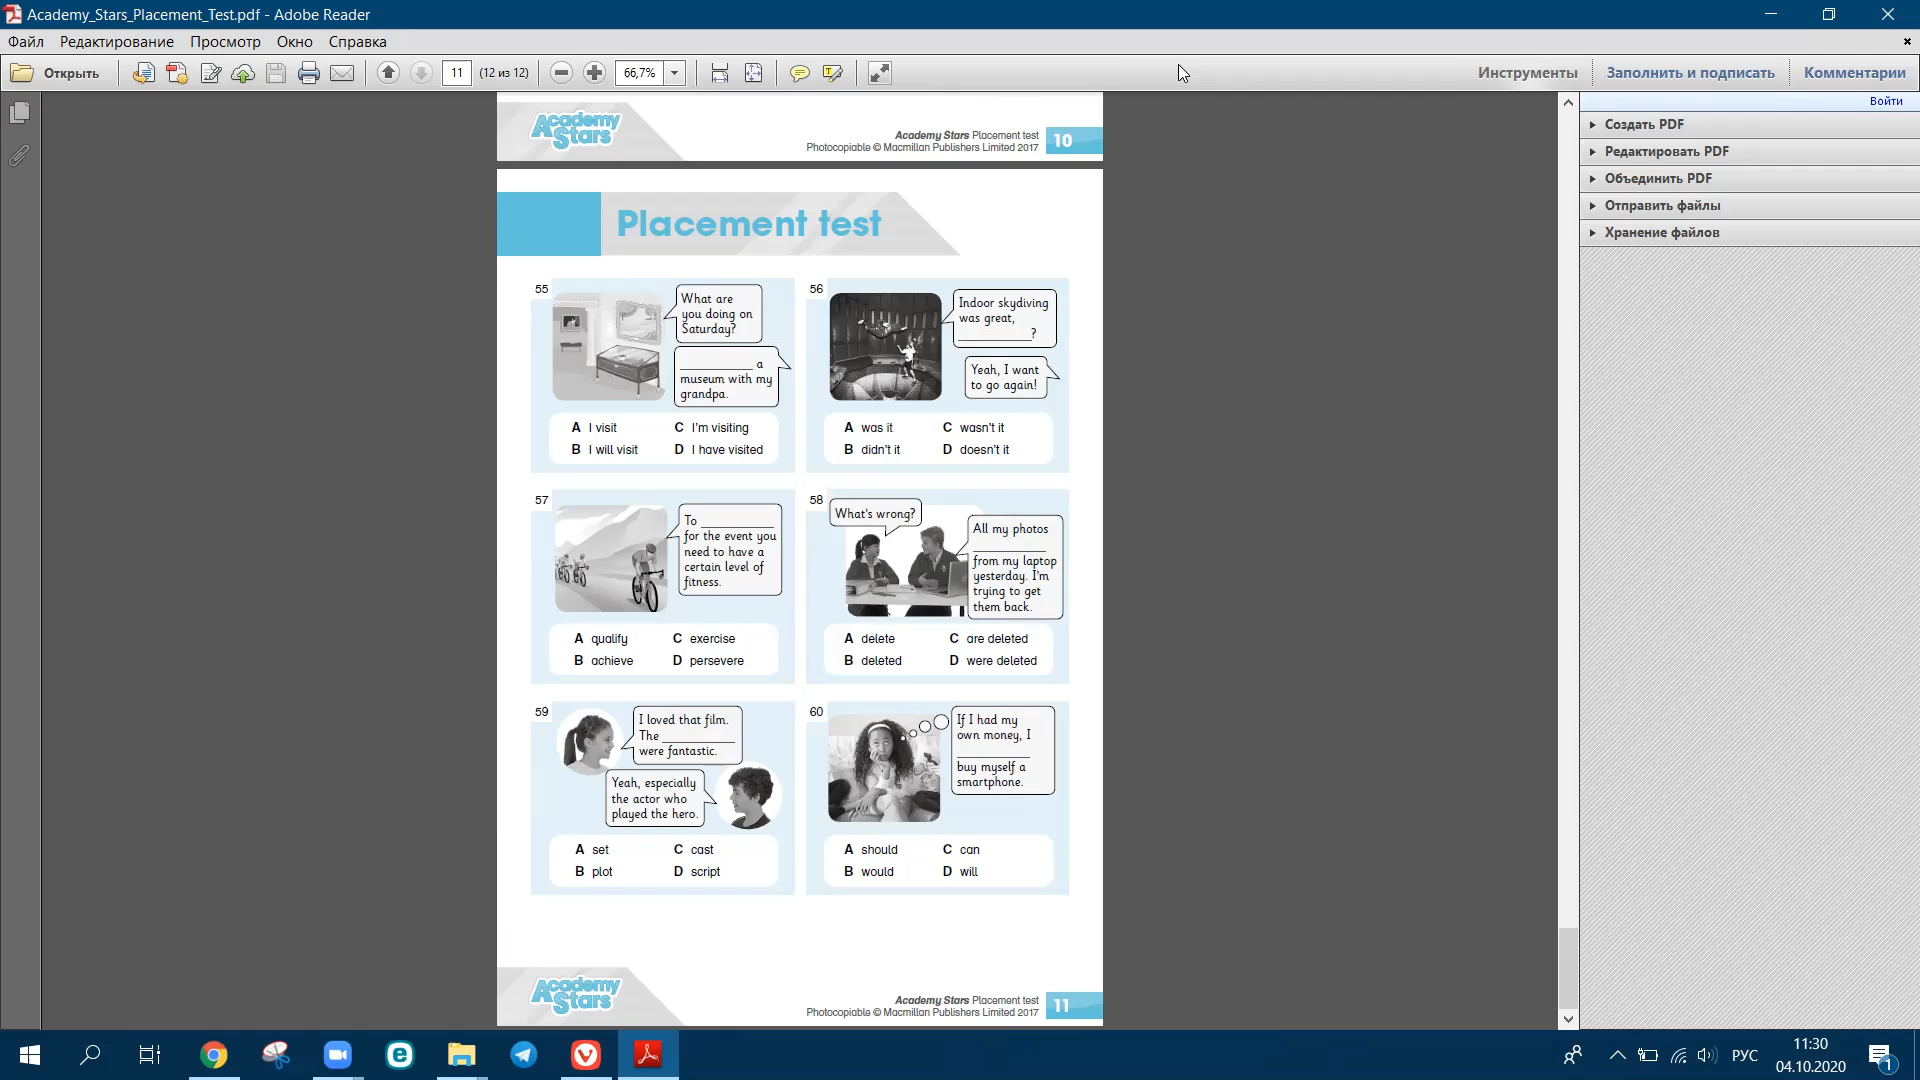 Academy_Stars_Placement_Test.pdf - Adobe Reader
Файл Редактирование Просмотр Окно Справка
Открыть 11 (12 из 12) 66,7% Инструменты Заполнить и подписать Комментарии
Войти
Создать PDF
Редактировать PDF
Объединить PDF
Отправить файлы
Хранение файлов
Academy
Stars
Academy Stars Placement test
Photocopiable © Macmillan Publishers Limited 2017
10
Placement test
55
What are
you doing on
Saturday?
____________ a
museum with my
grandpa.
A I visit C I'm visiting
B I will visit D I have visited
56
Indoor skydiving
was great,
____________?
Yeah, I want
to go again!
A was it C wasn't it
B didn't it D doesn't it
57
To ____________
for the event you
need to have a
certain level of
fitness.
A qualify C exercise
B achieve D persevere
58
What's wrong?
All my photos
____________
from my laptop
yesterday. I'm
trying to get
them back.
A delete C are deleted
B deleted D were deleted
59
I loved that film.
The ____________
were fantastic.
Yeah, especially
the actor who
played the hero.
A set C cast
B plot D script
60
If I had my
own money, I
____________
buy myself a
smartphone.
A should C can
B would D will
Academy
Stars
Academy Stars Placement test
Photocopiable © Macmillan Publishers Limited 2017
11
РУС
11:30
04.10.2020
1